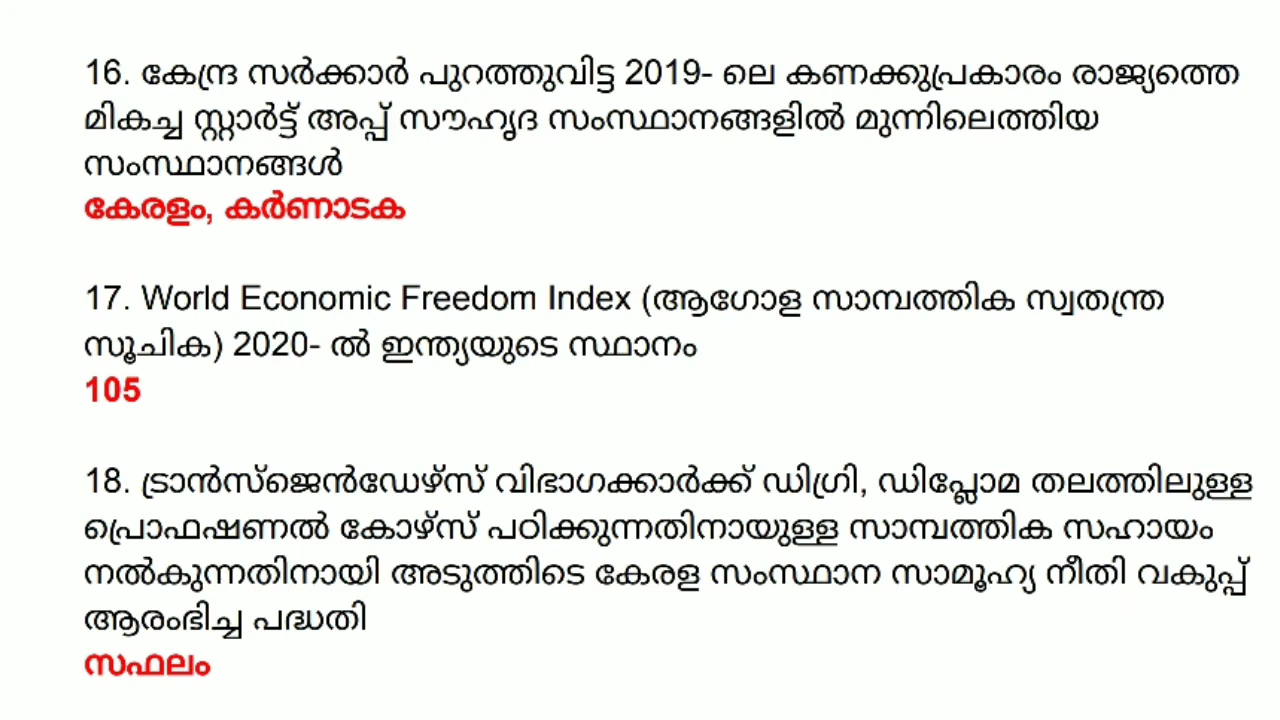 16. കേന്ദ്ര സർക്കാർ പുറത്തുവിട്ട 2019- ലെ കണക്കുപ്രകാരം രാജ്യത്തെ
മികച്ച സ്റ്റാർട്ട് അപ്പ് സൗഹൃദ സംസ്ഥാനങ്ങളിൽ മുന്നിലെത്തിയ
സംസ്ഥാനങ്ങൾ
കേരളം, കർണാടക
17. World Economic Freedom Index (ആഗോള സാമ്പത്തിക സ്വതന്ത്ര
സൂചിക) 2020- ൽ ഇന്ത്യയുടെ സ്ഥാനം
105
18. ട്രാൻസ്ജെൻഡേഴ്സ് വിഭാഗക്കാർക്ക് ഡിഗ്രി, ഡിപ്ലോമ തലത്തിലുള്ള
പ്രൊഫഷണൽ കോഴ്സ് പഠിക്കുന്നതിനായുള്ള സാമ്പത്തിക സഹായം
നൽകുന്നതിനായി അടുത്തിടെ കേരള സംസ്ഥാന സാമൂഹ്യ നീതി വകുപ്പ്
ആരംഭിച്ച പദ്ധതി
സഫലം